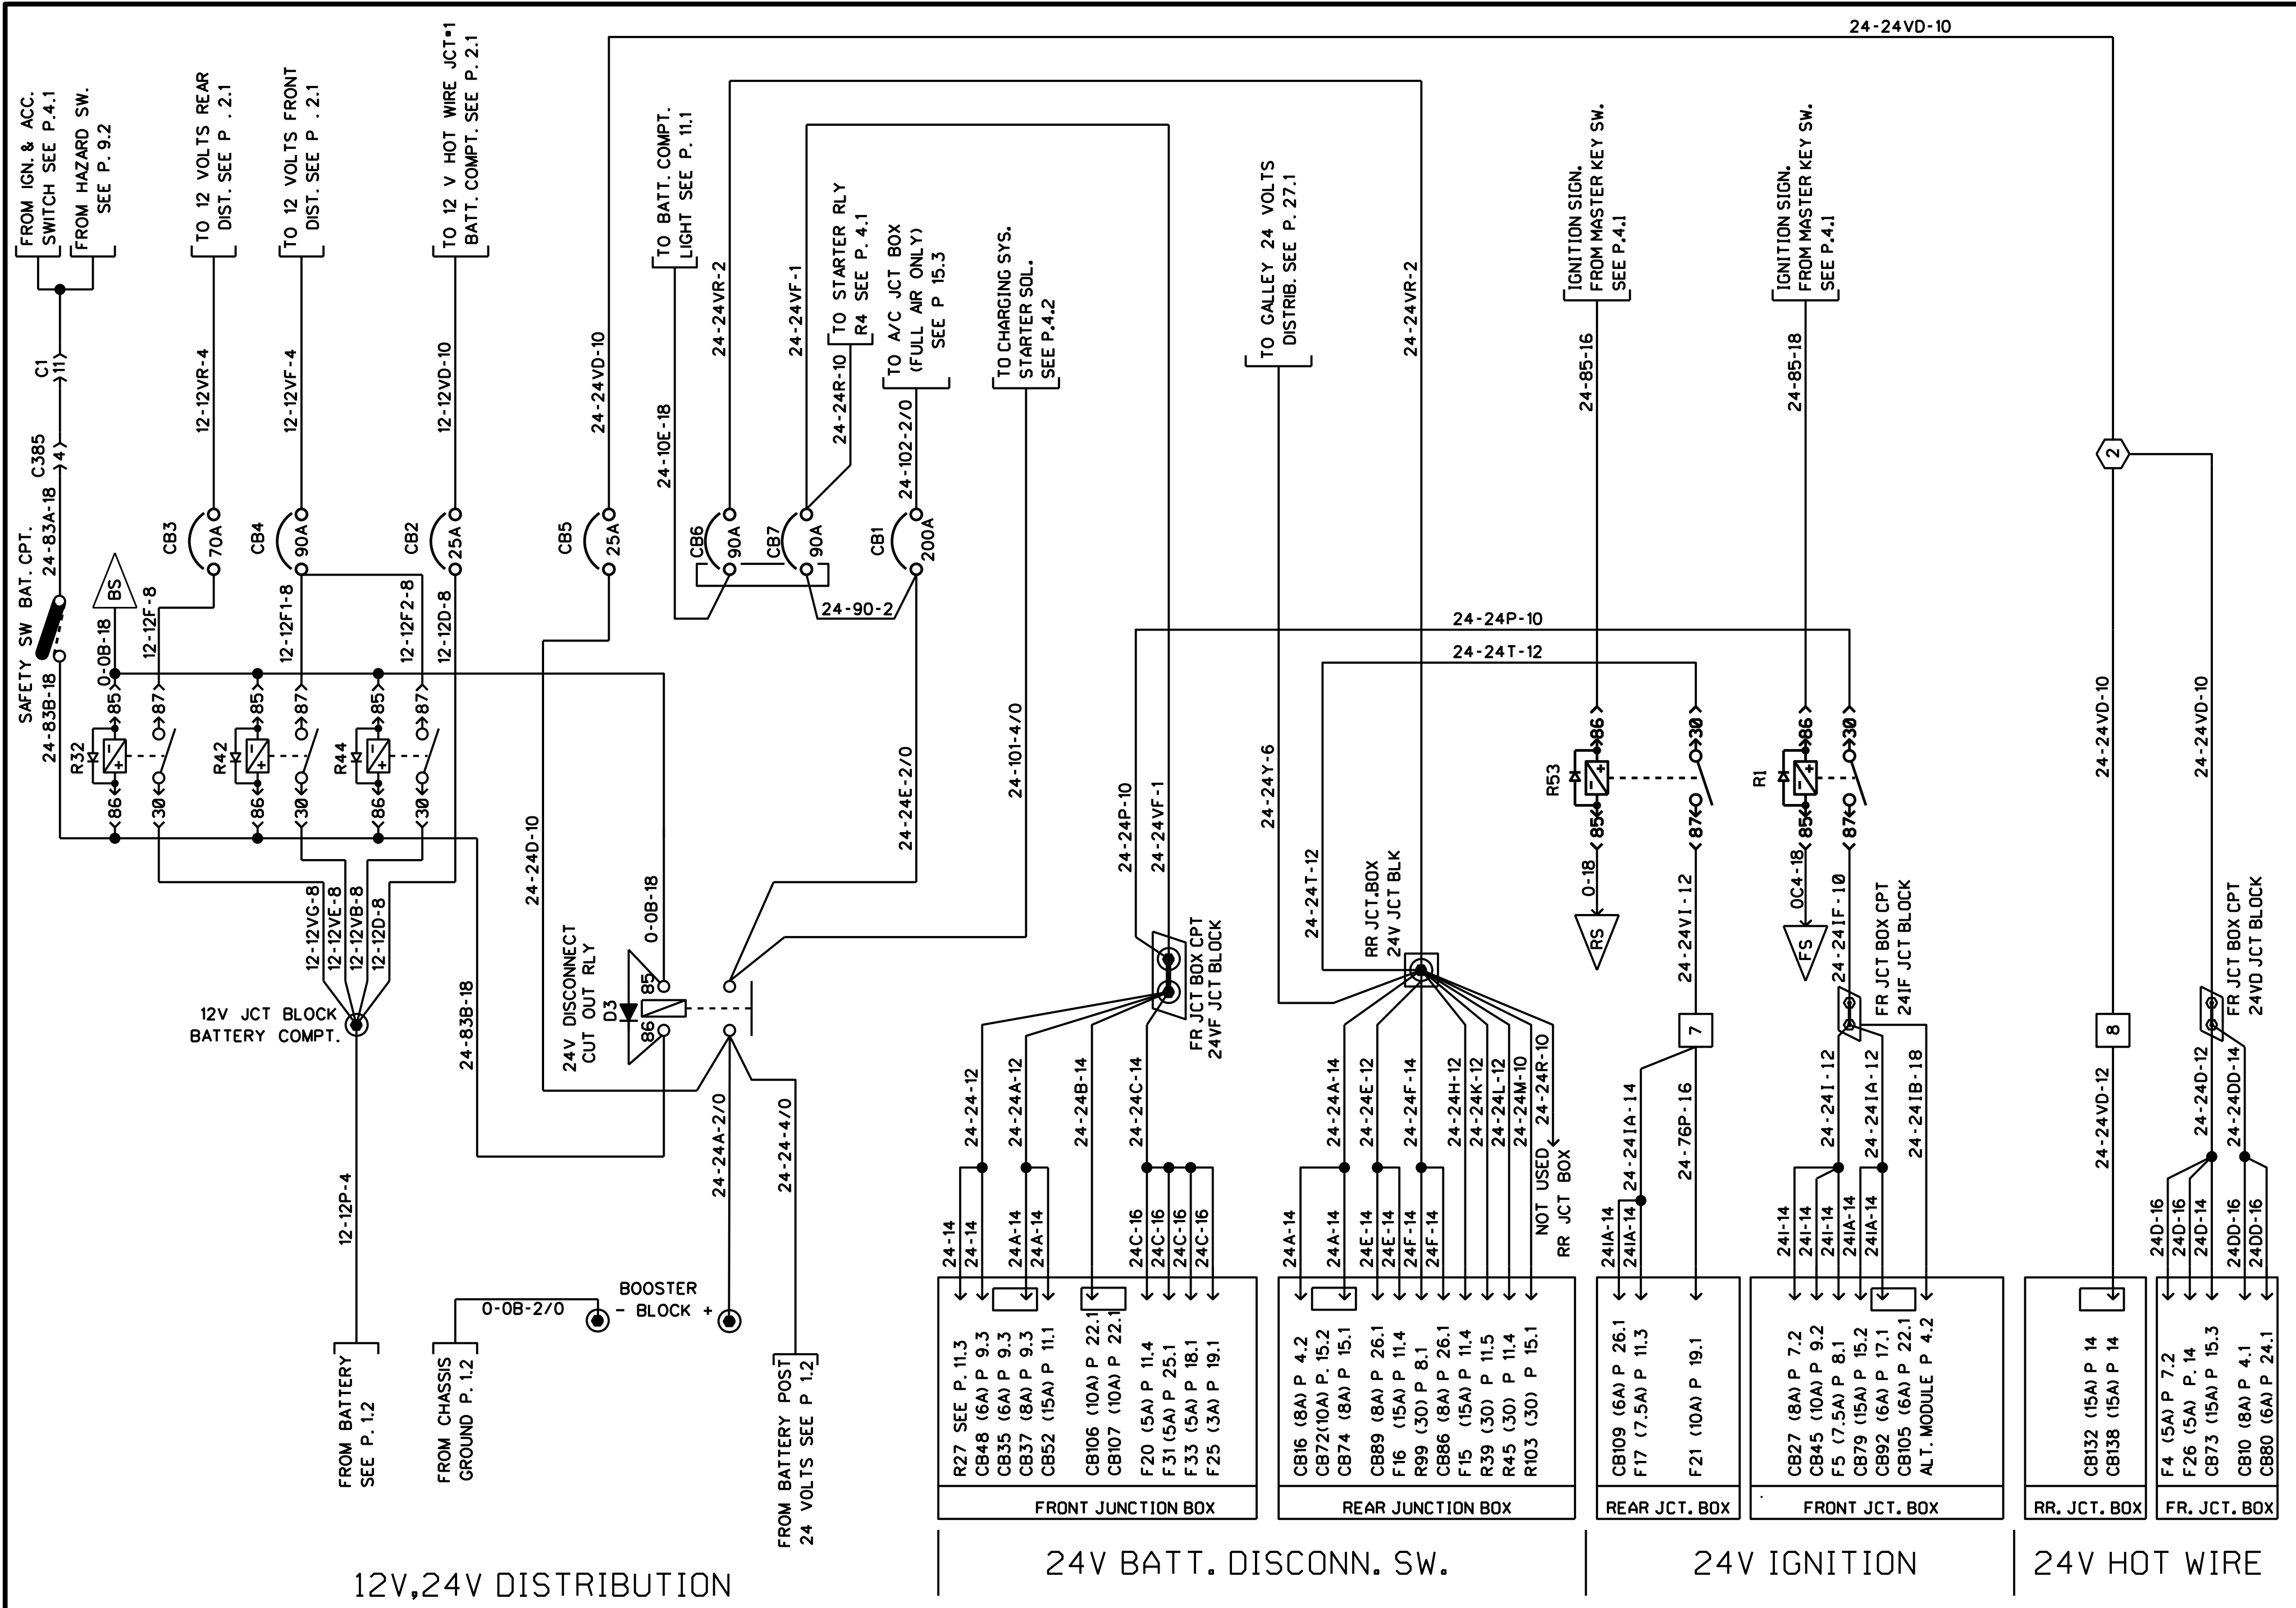 24-24VD-10
FROM IGN. & ACC.
SWITCH SEE P.4.1
FROM HAZARD SW.
SEE P. 9.2
TO 12 VOLTS REAR
DIST. SEE P . 2.1
TO 12 VOLTS FRONT
DIST. SEE P . 2.1
TO 12 V HOT WIRE JCT•1
BATT. COMPT. SEE P. 2.1
TO BATT. COMPT.
LIGHT SEE P. 11.1
TO STARTER RLY
R4 SEE P. 4.1
TO A/C JCT BOX
(FULL AIR ONLY)
SEE P 15.3
TO CHARGING SYS.
STARTER SOL.
SEE P.4.2
TO GALLEY 24 VOLTS
DISTRIB. SEE P. 27.1
IGNITION SIGN.
FROM MASTER KEY SW.
SEE P.4.1
IGNITION SIGN.
FROM MASTER KEY SW.
SEE P.4.1
C1
11
C385
4
24-83A-18
SAFETY SW BAT. CPT.
24-83B-18
12-12VR-4
12-12VF-4
12-12VD-10
24-24VD-10
24-10E-18
24-24VR-2
24-24VF-1
24-24R-10
24-102-2/0
24-24VR-2
24-85-16
24-85-18
CB3
70A
CB4
90A
CB2
25A
CB5
25A
CB6
90A
CB7
90A
CB1
200A
24-90-2
BS
0-0B-18
12-12F-8
12-12F1-8
12-12F2-8
12-12D-8
24-24P-10
24-24T-12
2
R32
85
86
87
30
R42
85
86
87
30
R44
85
86
87
30
R53
86
85
30
87
R1
86
85
30
87
24-24D-10
24-24E-2/0
24-101-4/0
24-24P-10
24-24VF-1
24-24Y-6
24-24T-12
24-24VD-10
24-24VD-10
12-12VG-8
12-12VE-8
12-12VB-8
12-12D-8
12V JCT BLOCK
BATTERY COMPT.
24-83B-18
24V DISCONNECT
CUT OUT RLY
D3
0-0B-18
85
86
RR JCT.BOX
24V JCT BLK
FR JCT BOX CPT
24VF JCT BLOCK
0-18
RS
24-24VI-12
7
0C4-18
FS
24-24IF-10
FR JCT BOX CPT
24IF JCT BLOCK
8
FR JCT BOX CPT
24VD JCT BLOCK
12-12P-4
24-24A-2/0
24-24-4/0
24-24-12
24-24A-12
24-24B-14
24-24C-14
24-24A-14
24-24E-12
24-24F-14
24-24H-12
24-24K-12
24-24L-12
24-24M-10
24-24R-10
NOT USED
RR JCT BOX
24-24IA-14
24-76P-16
24-24I-12
24-24IA-12
24-24IB-18
24-24VD-12
24-24D-12
24-24DD-14
24-14
24-14
24A-14
24A-14
24C-16
24C-16
24C-16
24C-16
24A-14
24A-14
24E-14
24E-14
24F-14
24F-14
24IA-14
24IA-14
24I-14
24I-14
24I-14
24IA-14
24IA-14
24D-16
24D-16
24D-14
24DD-16
24DD-16
0-0B-2/0
BOOSTER
- BLOCK +
FROM BATTERY
SEE P. 1.2
FROM CHASSIS
GROUND P. 1.2
FROM BATTERY POST
24 VOLTS SEE P 1.2
R27 SEE P. 11.3
CB48 (6A) P 9.3
CB35 (6A) P 9.3
CB37 (8A) P 9.3
CB52 (15A) P 11.1
CB106 (10A) P 22.1
CB107 (10A) P 22.1
F20 (5A) P 11.4
F31 (5A) P 25.1
F33 (5A) P 18.1
F25 (3A) P 19.1
FRONT JUNCTION BOX
CB16 (8A) P 4.2
CB72(10A) P. 15.2
CB74 (8A) P 15.1
CB89 (8A) P 26.1
F16 (15A) P 11.4
R99 (30) P 8.1
CB86 (8A) P 26.1
F15 (15A) P 11.4
R39 (30) P 11.5
R45 (30) P 11.4
R103 (30) P 15.1
REAR JUNCTION BOX
CB109 (6A) P 26.1
F17 (7.5A) P 11.3
F21 (10A) P 19.1
REAR JCT. BOX
CB27 (8A) P 7.2
CB45 (10A) P 9.2
F5 (7.5A) P 8.1
CB79 (15A) P 15.2
CB92 (6A) P 17.1
CB105 (6A) P 22.1
ALT. MODULE P 4.2
FRONT JCT. BOX
CB132 (15A) P 14
CB138 (15A) P 14
RR. JCT. BOX
F4 (5A) P 7.2
F26 (5A) P. 14
CB73 (15A) P 15.3
CB10 (8A) P 4.1
CB80 (6A) P 24.1
FR. JCT. BOX
12V,24V DISTRIBUTION
24V BATT. DISCONN. SW.
24V IGNITION
24V HOT WIRE